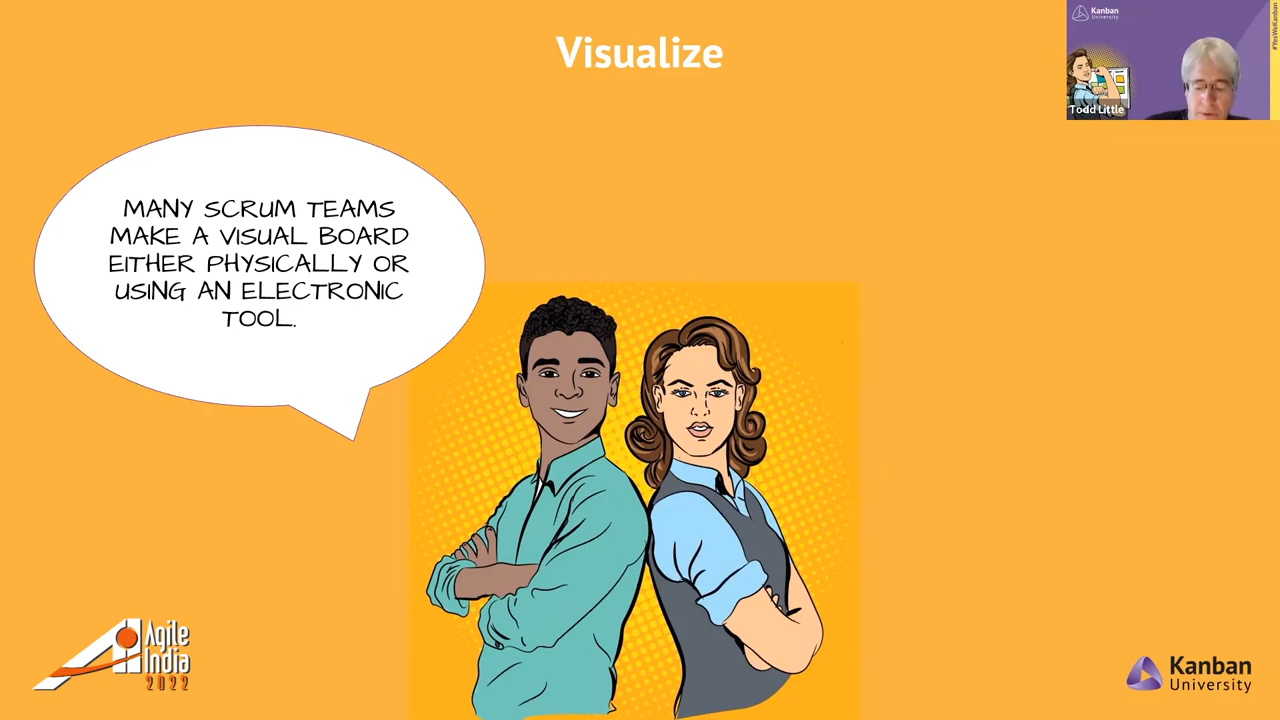 Visualize
Kanban
University
#YesWeKanban
Todd Little
MANY SCRUM TEAMS
MAKE A VISUAL BOARD
EITHER PHYSICALLY OR
USING AN ELECTRONIC
TOOL.
Agile
India
2022
Kanban
University